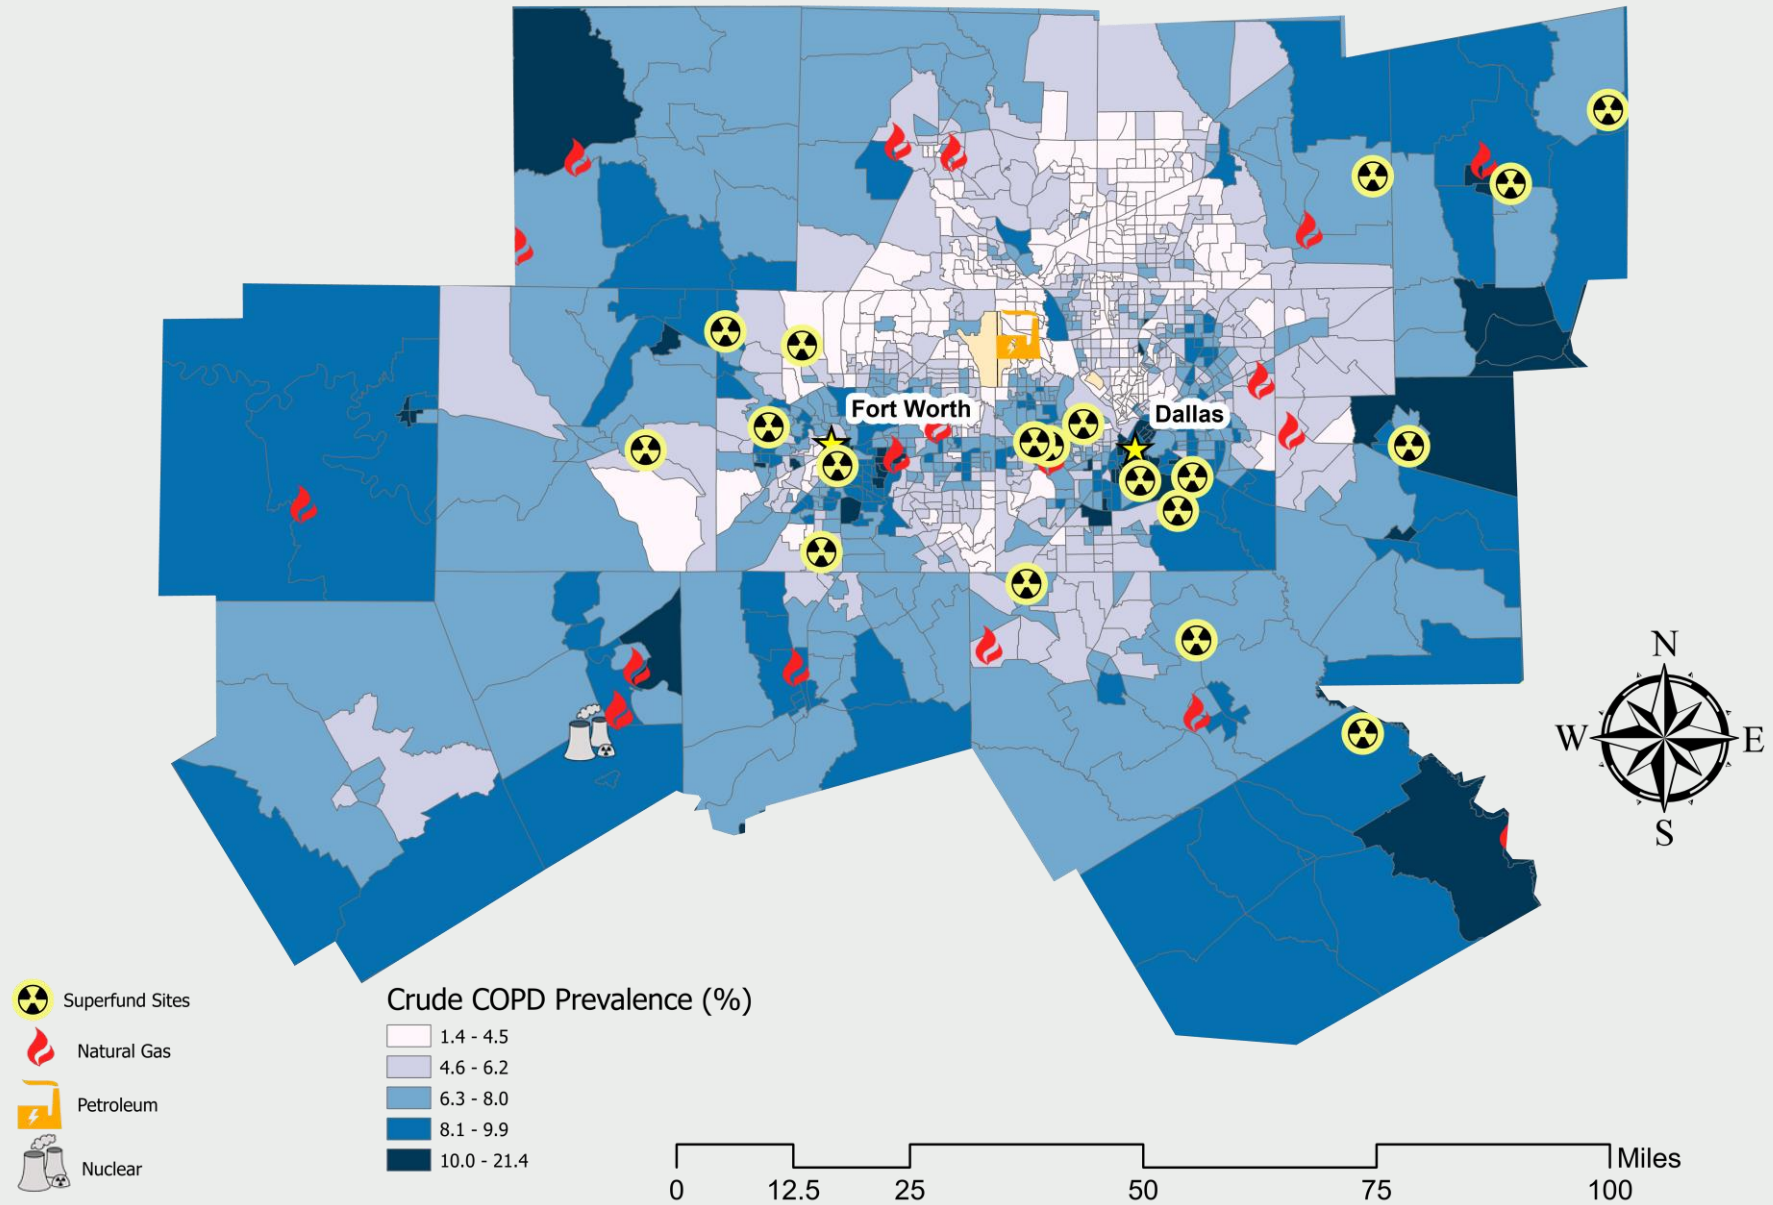 Fort Worth
Dallas
N
W
E
S
Superfund Sites
Natural Gas
Petroleum
Nuclear
Crude COPD Prevalence (%)
1.4 - 4.5
4.6 - 6.2
6.3 - 8.0
8.1 - 9.9
10.0 - 21.4
Miles
0
12.5
25
50
75
100